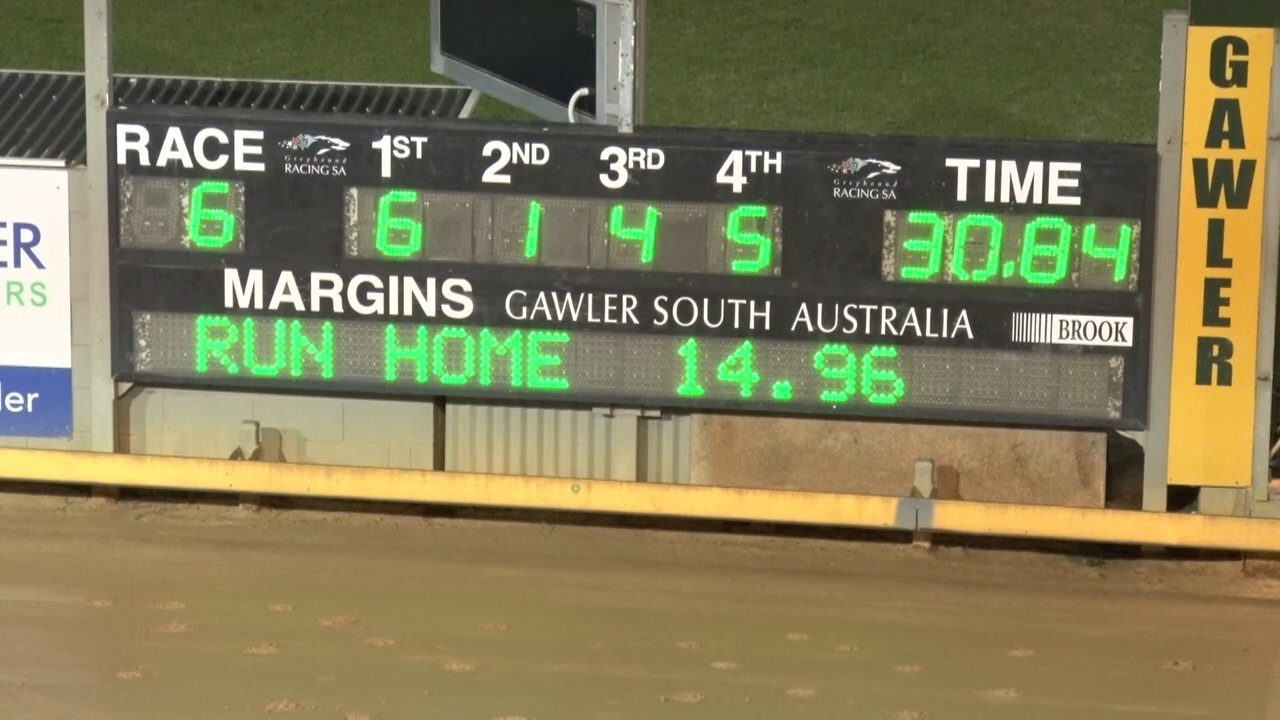 RACE
Greyhound
RACING SA
1ST
2ND
3RD
4TH
Greyhound
RACING SA
TIME
6
6
1
4
5
30.84
MARGINS
GAWLER SOUTH AUSTRALIA
BROOK
RUN HOME 14.96
GAWLER
ER
RS
ler